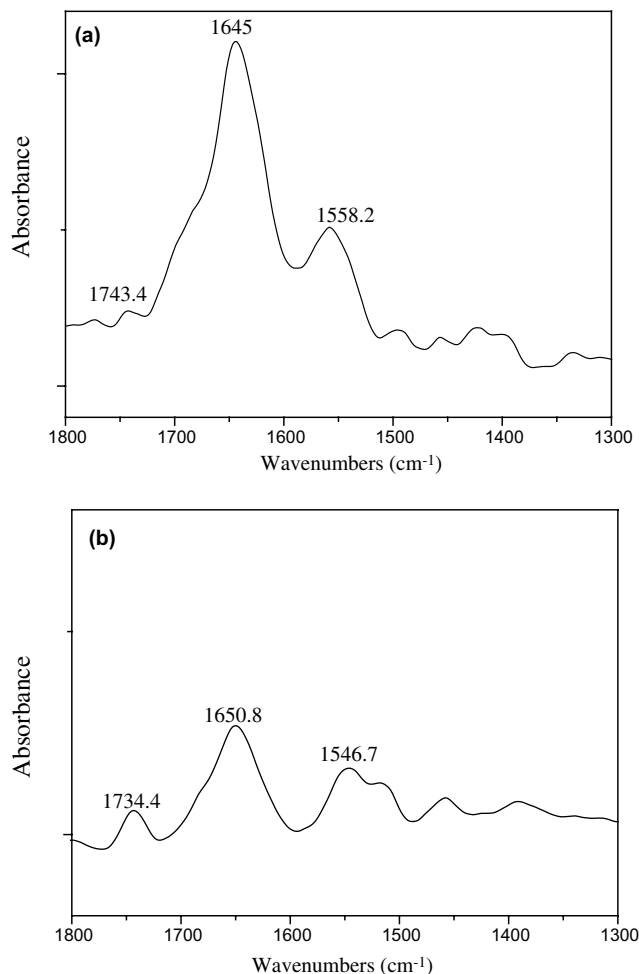 (a)
1645
1558.2
1743.4
Absorbance
1800 1700 1600 1500 1400 1300
Wavenumbers (cm-1)
(b)
1650.8
1546.7
1734.4
Absorbance
1800 1700 1600 1500 1400 1300
Wavenumbers (cm-1)